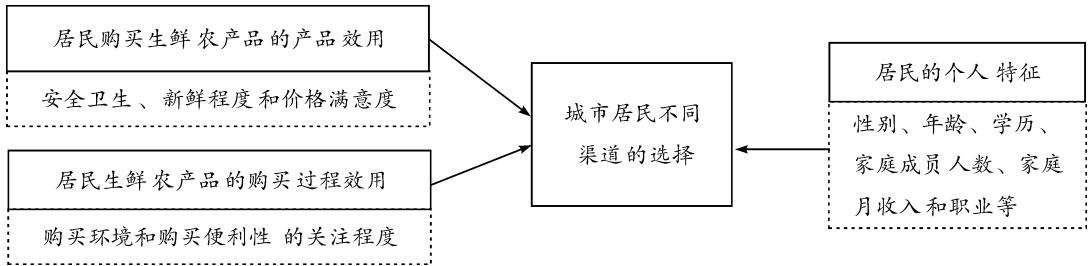 居民购买生鲜农产品的产品效用
安全卫生、新鲜程度和价格满意度
居民生鲜农产品的购买过程效用
购买环境和购买便利性的关注程度
城市居民不同
渠道的选择
居民的个人特征
性别、年龄、学历、
家庭成员人数、家庭
月收入和职业等